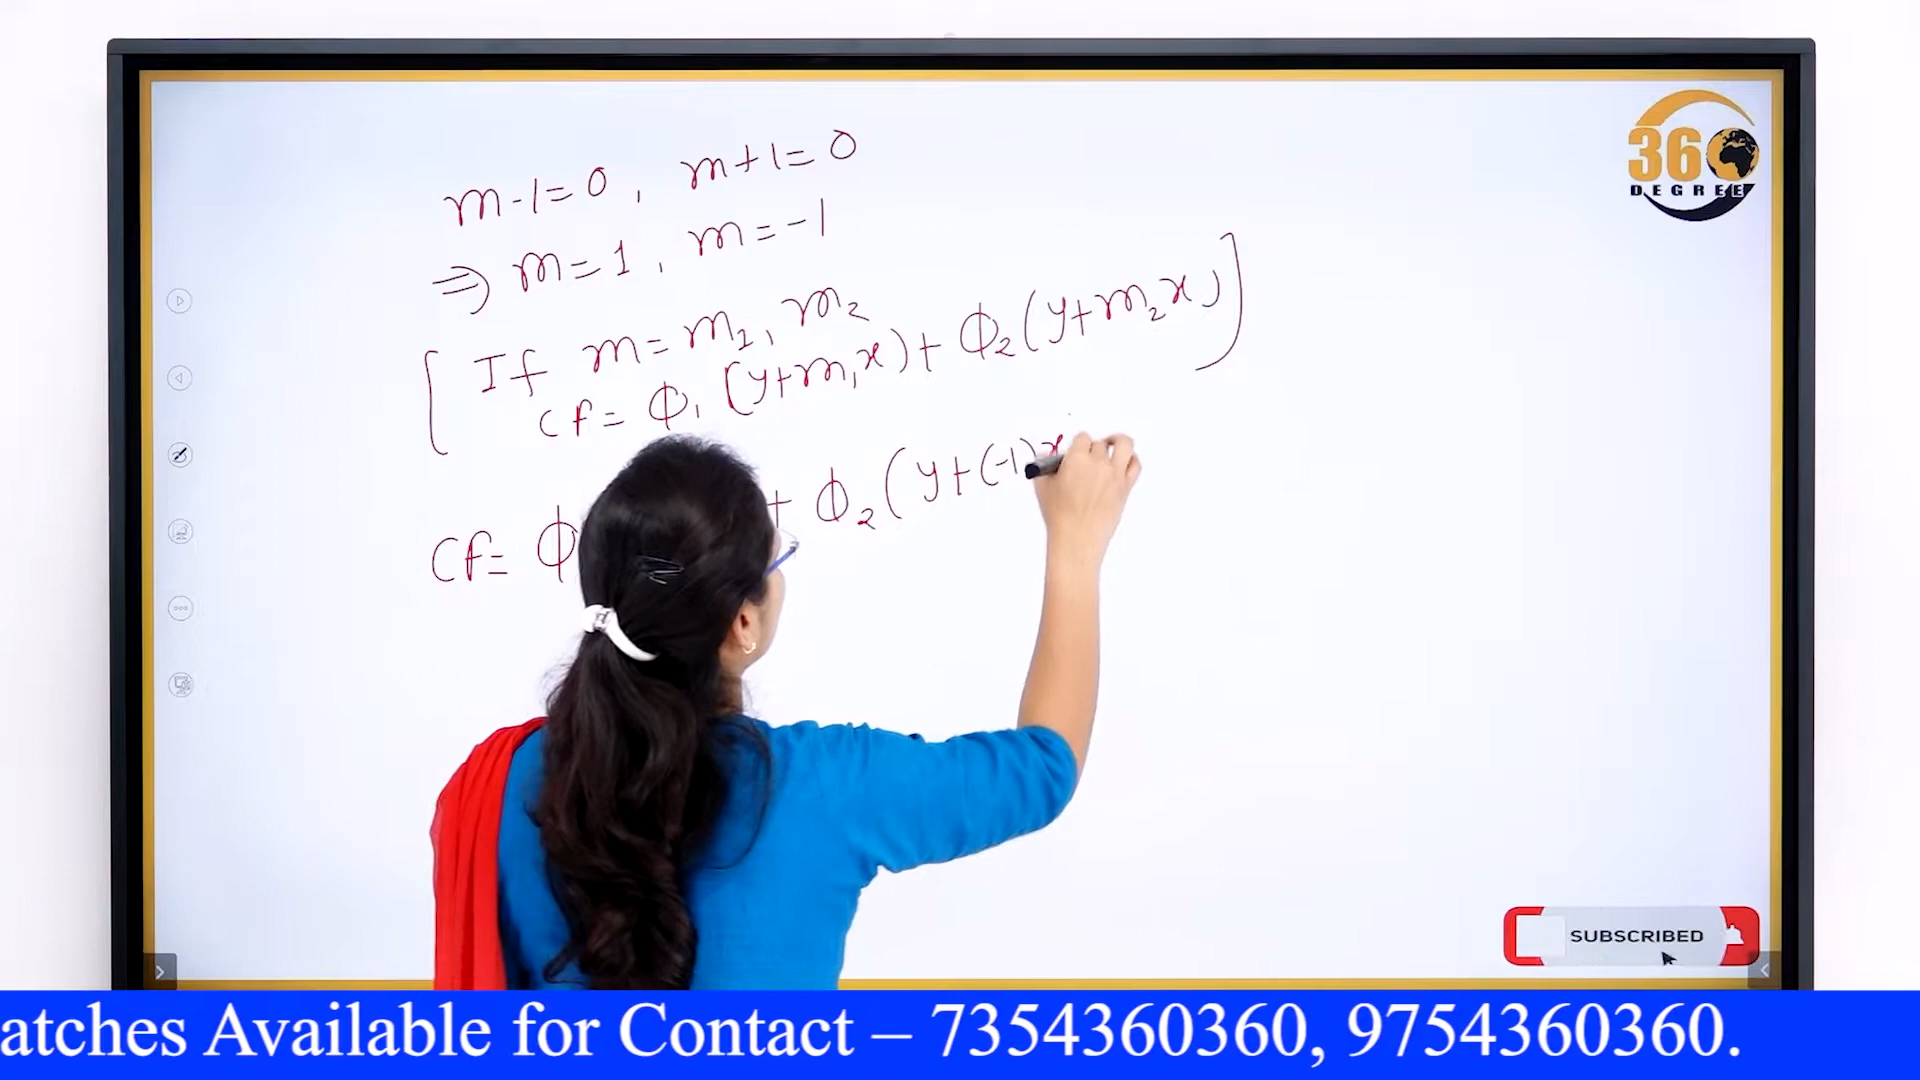 m-1=0 , m+1=0
⇒ m=1 , m=-1
[ If m=m₁, m₂
Cf= ϕ₁ (y+m₁x) + ϕ₂ (y+m₂x) ]
Cf= ϕ + ϕ₂ (y+(-1)x
360
DEGREE
SUBSCRIBED
atches Available for Contact – 7354360360, 9754360360.